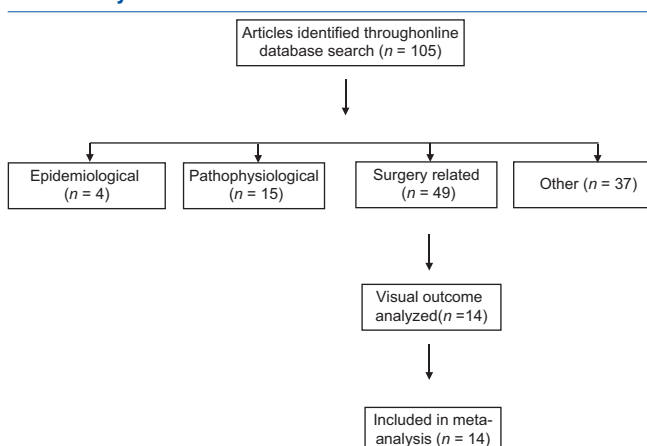 Articles identified throughonline
database search (n = 105)
Epidemiological
(n = 4)
Pathophysiological
(n = 15)
Surgery related
(n = 49)
Other (n = 37)
Visual outcome
analyzed(n =14)
Included in meta-
analysis (n = 14)